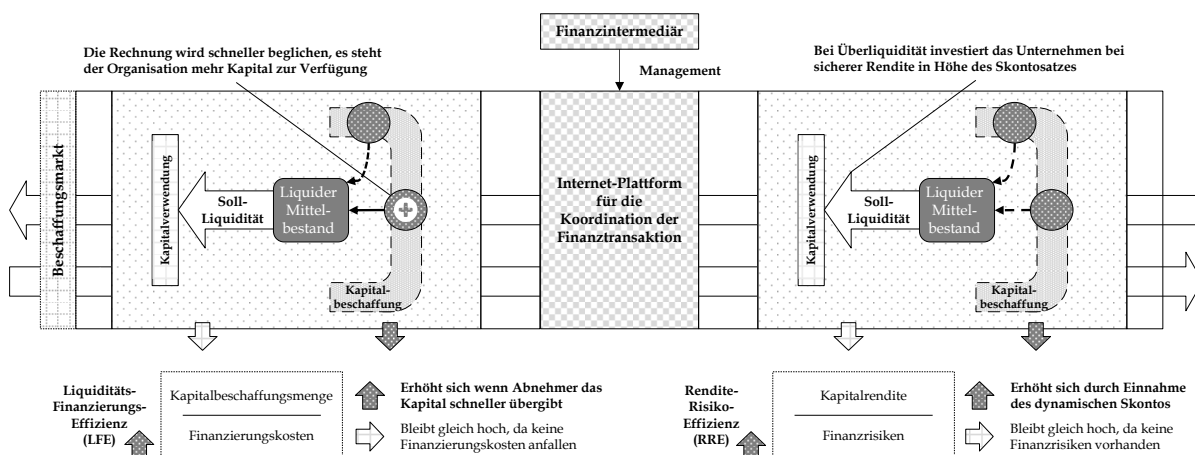 Finanzintermediär
Management
Die Rechnung wird schneller beglichen, es steht
der Organisation mehr Kapital zur Verfügung
Bei Überliquidität investiert das Unternehmen bei
sicherer Rendite in Höhe des Skontosatzes
Beschaffungsmarkt
Kapitalverwendung
Soll-
Liquidität
Liquider
Mittel-
bestand
Kapital-
beschaffung
Internet-Plattform
für die
Koordination der
Finanztransaktion
Kapitalverwendung
Soll-
Liquidität
Liquider
Mittel-
bestand
Kapital-
beschaffung
Liquiditäts-
Finanzierungs-
Effizienz
(LFE)
Kapitalbeschaffungsmenge
Finanzierungskosten
Erhöht sich wenn Abnehmer das
Kapital schneller übergibt
Bleibt gleich hoch, da keine
Finanzierungskosten anfallen
Rendite-
Risiko-
Effizienz
(RRE)
Kapitalrendite
Finanzrisiken
Erhöht sich durch Einnahme
des dynamischen Skontos
Bleibt gleich hoch, da keine
Finanzrisiken vorhanden